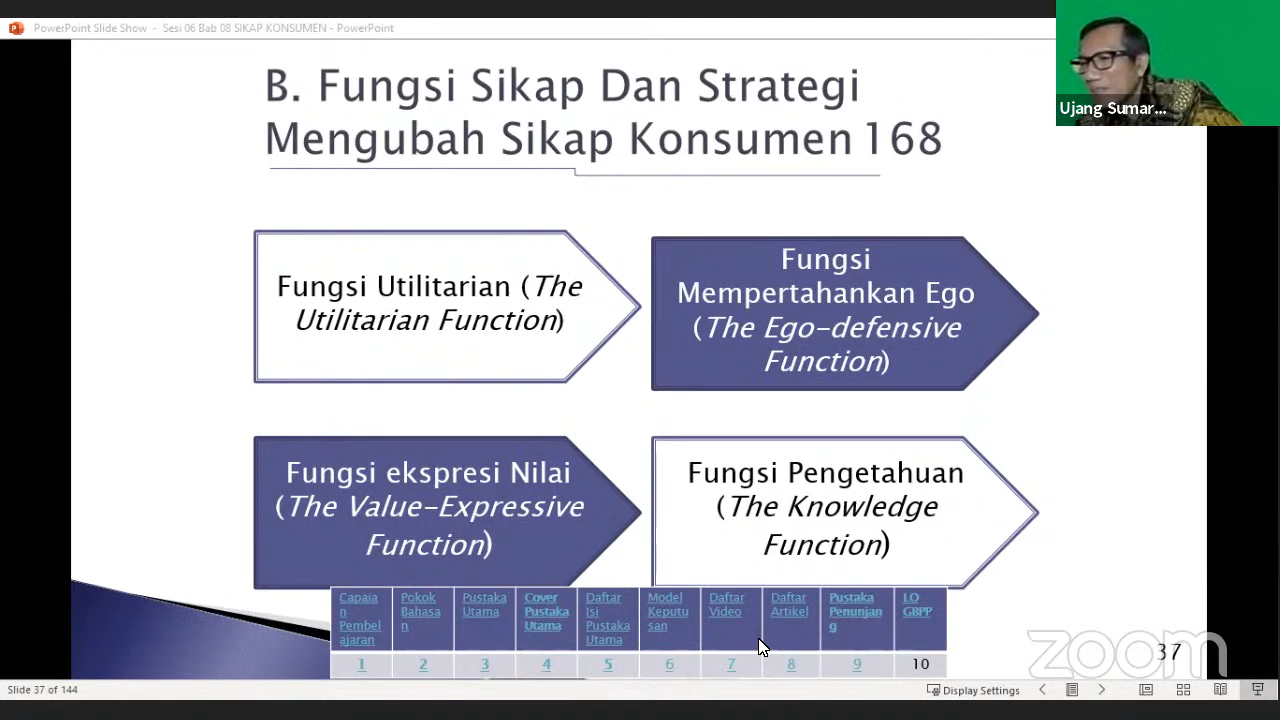 PowerPoint Slide Show - Sesi 06 Bab 08 SIKAP KONSUMEN - PowerPoint
Ujang Sumar...
B. Fungsi Sikap Dan Strategi
Mengubah Sikap Konsumen 168
Fungsi Utilitarian (The
Utilitarian Function)
Fungsi
Mempertahankan Ego
(The Ego-defensive
Function)
Fungsi ekspresi Nilai
(The Value-Expressive
Function)
Fungsi Pengetahuan
(The Knowledge
Function)
Capaia
n
Pembel
ajaran
Pokok
Bahasa
n
Pustaka
Utama
Cover
Pustaka
Utama
Daftar
Isi
Pustaka
Utama
Model
Keputu
san
Daftar
Video
Daftar
Artikel
Pustaka
Penunjan
g
LO
GBPP
1 2 3 4 5 6 7 8 9 10
zoom
37
Slide 37 of 144
Display Settings